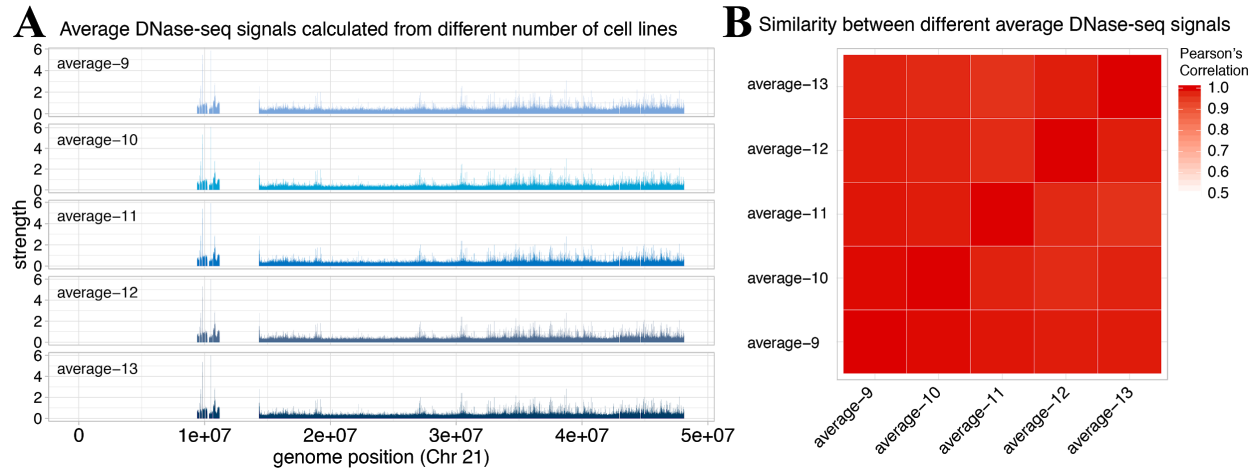 A Average DNase-seq signals calculated from different number of cell lines
strength
6
4
2
0
average−9
6
4
2
0
average−10
6
4
2
0
average−11
6
4
2
0
average−12
6
4
2
0
average−13
0 1e+07 2e+07 3e+07 4e+07 5e+07
genome position (Chr 21)
B Similarity between different average DNase-seq signals
average−13
average−12
average−11
average−10
average−9
average−9 average−10 average−11 average−12 average−13
Pearson's
Correlation
1.0
0.9
0.8
0.7
0.6
0.5